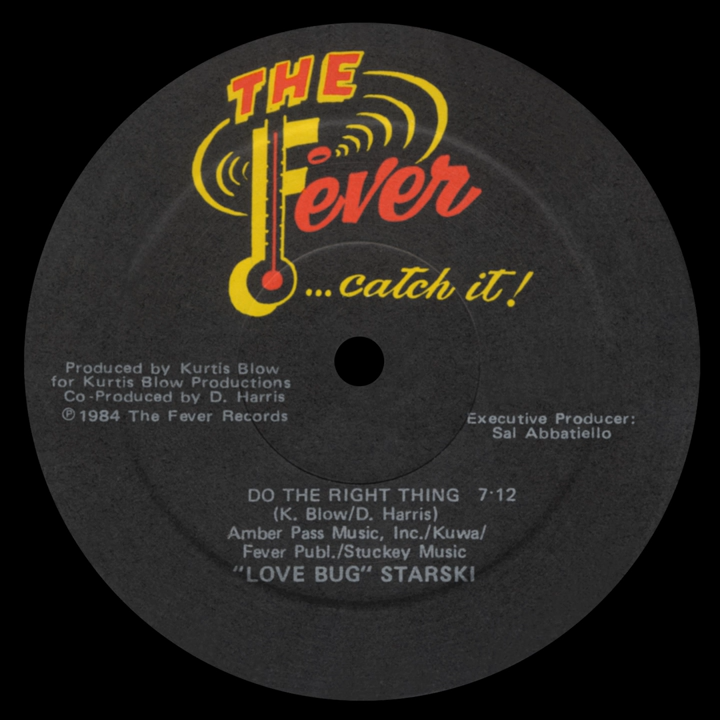 THE
Fever
...catch it!
Produced by Kurtis Blow
for Kurtis Blow Productions
Co-Produced by D. Harris
℗1984 The Fever Records
Executive Producer:
Sal Abbatiello
DO THE RIGHT THING 7·12
(K. Blow/D. Harris)
Amber Pass Music, Inc./Kuwa/
Fever Publ./Stuckey Music
"LOVE BUG" STARSKI